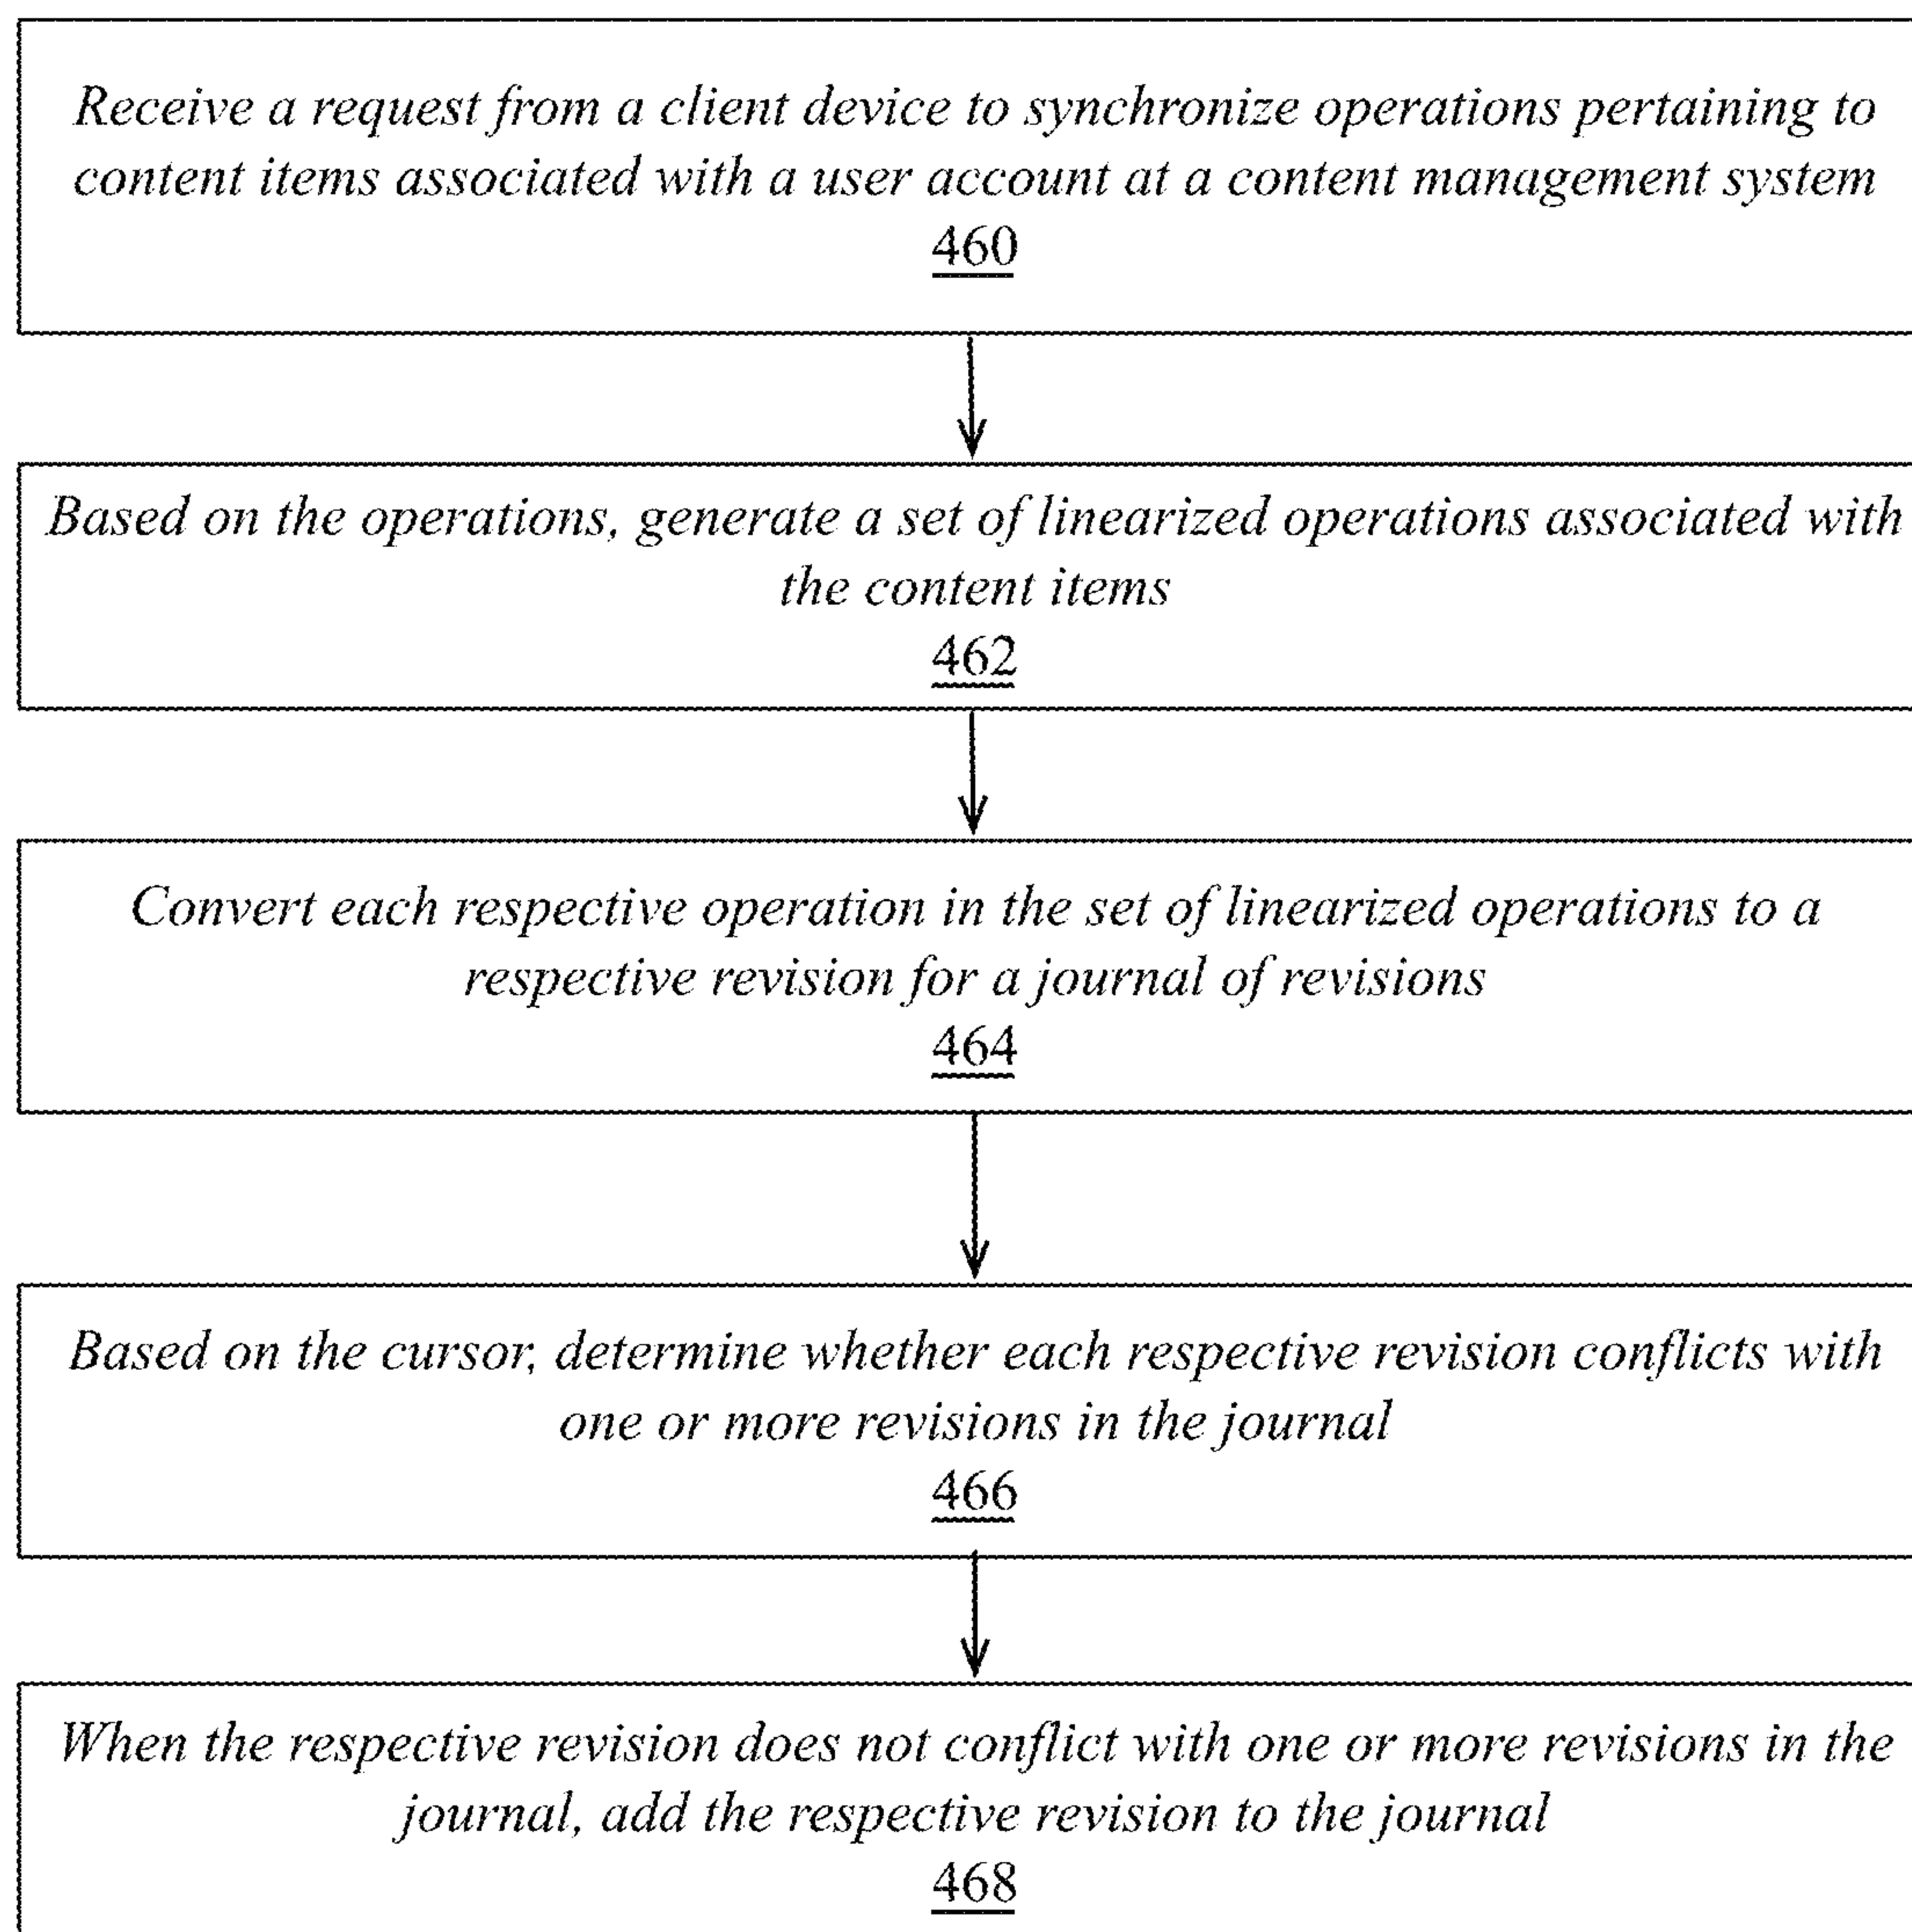 Receive a request from a client device to synchronize operations pertaining to
content items associated with a user account at a content management system
460
Based on the operations, generate a set of linearized operations associated with
the content items
462
Convert each respective operation in the set of linearized operations to a
respective revision for a journal of revisions
464
Based on the cursor, determine whether each respective revision conflicts with
one or more revisions in the journal
466
When the respective revision does not conflict with one or more revisions in the
journal, add the respective revision to the journal
468